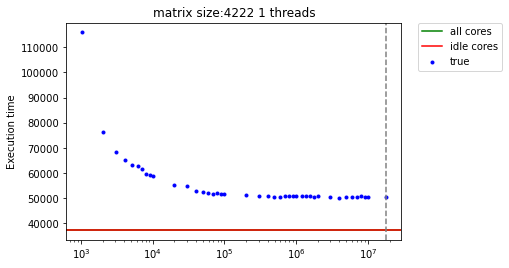 matrix size:4222 1 threads
Execution time
110000
100000
90000
80000
70000
60000
50000
40000
10³
10⁴
10⁵
10⁶
10⁷
all cores
idle cores
true